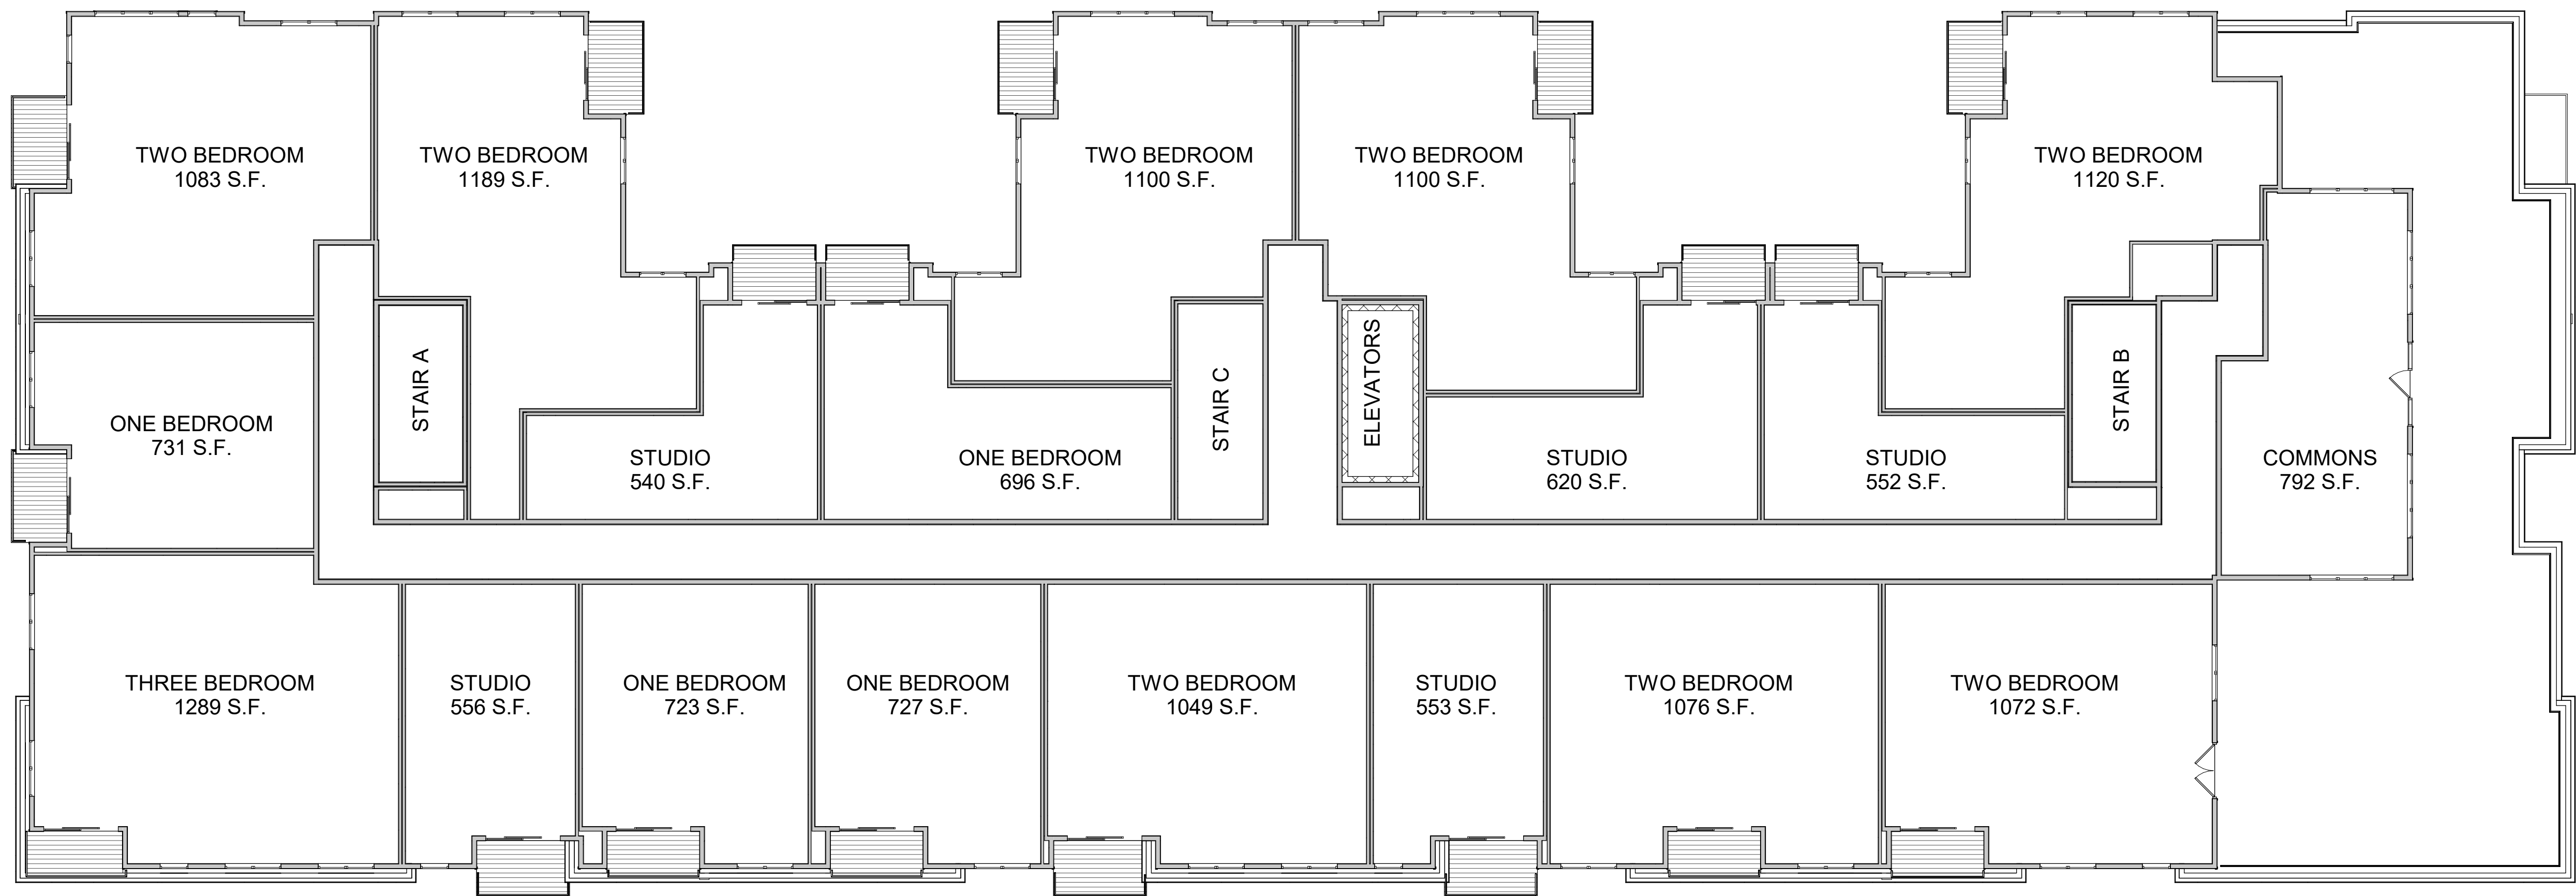 TWO BEDROOM
1083 S.F.
TWO BEDROOM
1189 S.F.
TWO BEDROOM
1100 S.F.
TWO BEDROOM
1100 S.F.
TWO BEDROOM
1120 S.F.
ONE BEDROOM
731 S.F.
STAIR A
STUDIO
540 S.F.
ONE BEDROOM
696 S.F.
STAIR C
ELEVATORS
STUDIO
620 S.F.
STUDIO
552 S.F.
STAIR B
COMMONS
792 S.F.
THREE BEDROOM
1289 S.F.
STUDIO
556 S.F.
ONE BEDROOM
723 S.F.
ONE BEDROOM
727 S.F.
TWO BEDROOM
1049 S.F.
STUDIO
553 S.F.
TWO BEDROOM
1076 S.F.
TWO BEDROOM
1072 S.F.